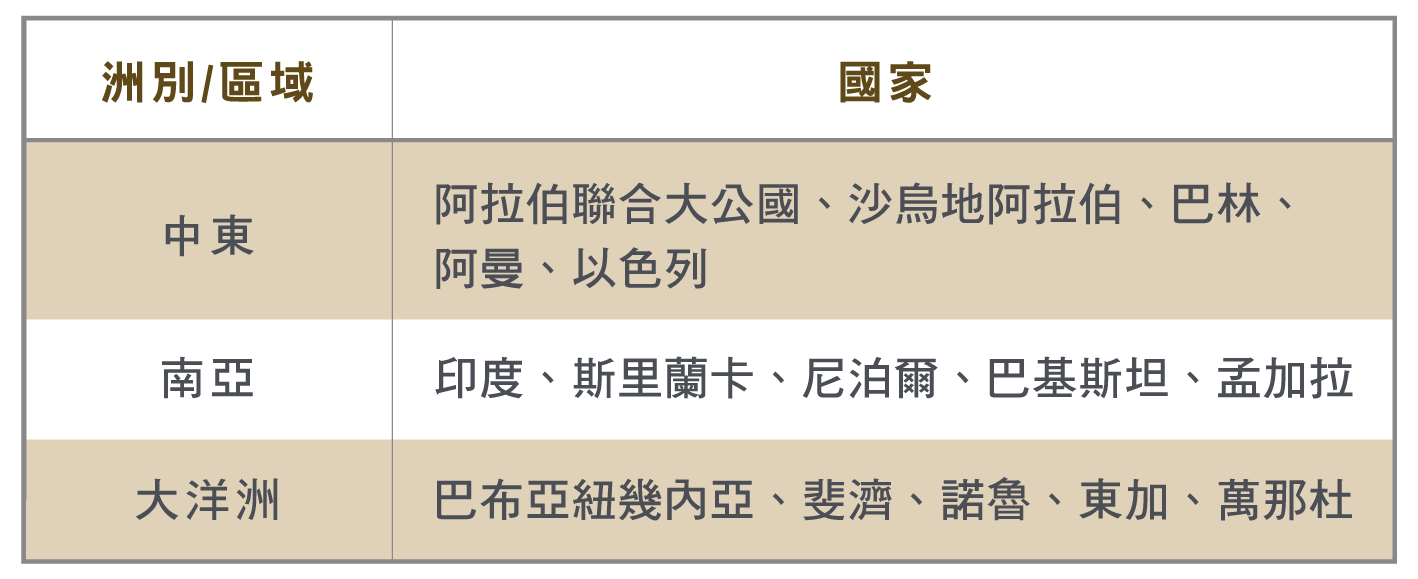 洲別/區域
國家
中東
阿拉伯聯合大公國、沙烏地阿拉伯、巴林、
阿曼、以色列
南亞
印度、斯里蘭卡、尼泊爾、巴基斯坦、孟加拉
大洋洲
巴布亞紐幾內亞、斐濟、諾魯、東加、萬那杜